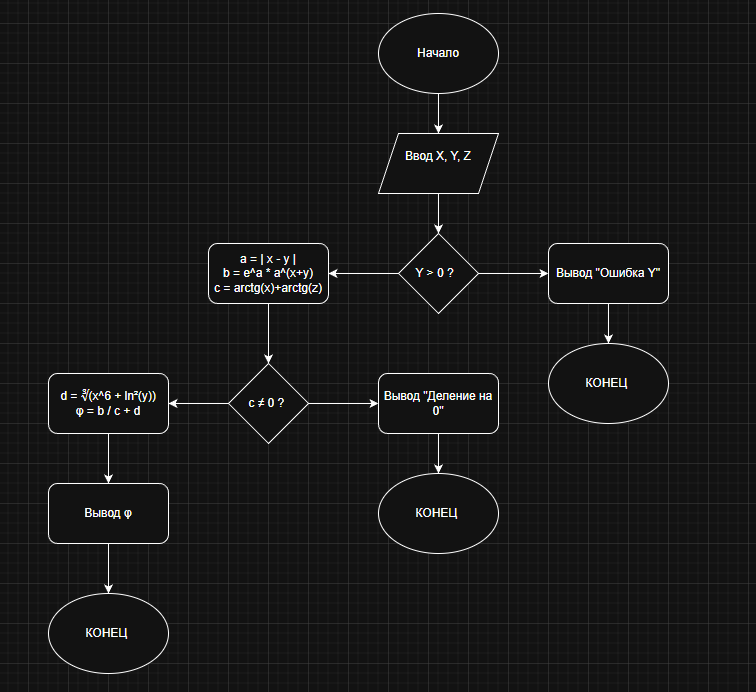 Начало
Ввод X, Y, Z
Y > 0 ?
a = | x - y |
b = e^a * a^(x+y)
c = arctg(x)+arctg(z)
Вывод "Ошибка Y"
КОНЕЦ
c ≠ 0 ?
d = ∛(x^6 + ln²(y))
φ = b / c + d
Вывод "Деление на
0"
КОНЕЦ
Вывод φ
КОНЕЦ